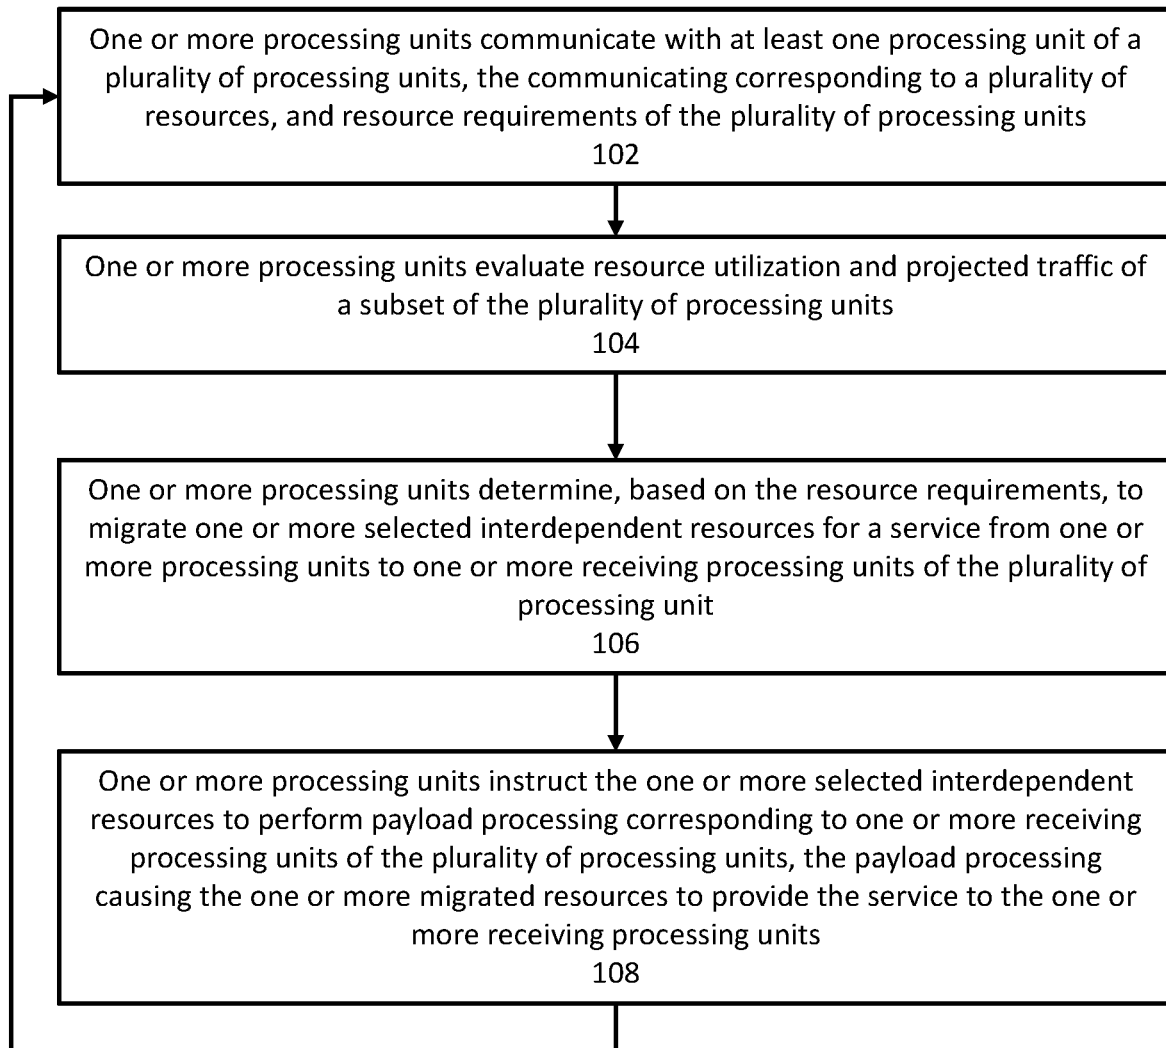 One or more processing units communicate with at least one processing unit of a
plurality of processing units, the communicating corresponding to a plurality of
resources, and resource requirements of the plurality of processing units
102
One or more processing units evaluate resource utilization and projected traffic of
a subset of the plurality of processing units
104
One or more processing units determine, based on the resource requirements, to
migrate one or more selected interdependent resources for a service from one or
more processing units to one or more receiving processing units of the plurality of
processing unit
106
One or more processing units instruct the one or more selected interdependent
resources to perform payload processing corresponding to one or more receiving
processing units of the plurality of processing units, the payload processing
causing the one or more migrated resources to provide the service to the one or
more receiving processing units
108